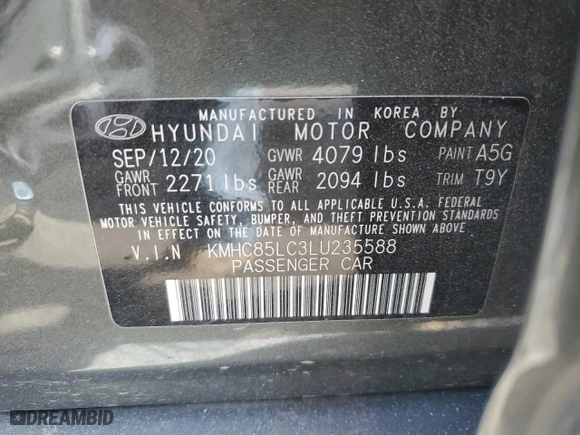 MANUFACTURED IN KOREA BY
HYUNDAI MOTOR COMPANY
SEP/12/20 GVWR 4079 lbs PAINT A5G
GAWR FRONT 2271 lbs GAWR REAR 2094 lbs TRIM T9Y
THIS VEHICLE CONFORMS TO ALL APPLICABLE U.S.A. FEDERAL
MOTOR VEHICLE SAFETY, BUMPER, AND THEFT PREVENTION STANDARDS
IN EFFECT ON THE DATE OF MANUFACTURE SHOWN ABOVE.
V.I.N KMHC85LC3LU235588
PASSENGER CAR
DREAMBID